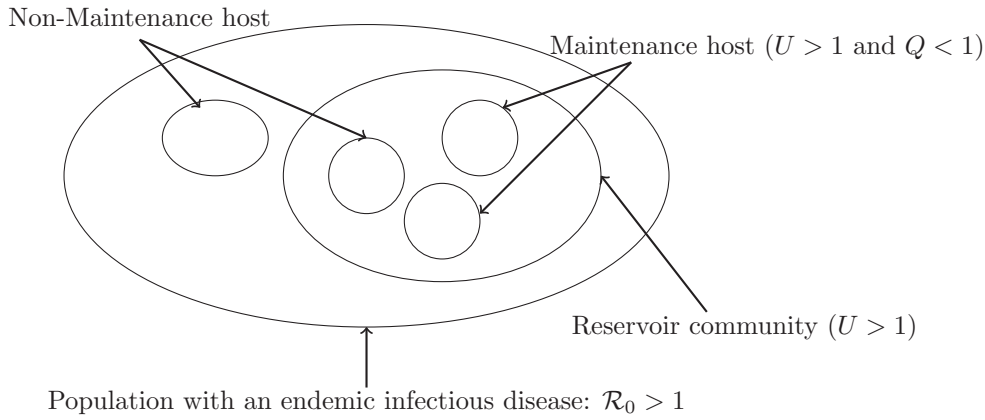 Non-Maintenance host
Maintenance host (U > 1 and Q < 1)
Reservoir community (U > 1)
Population with an endemic infectious disease: ℛ₀ > 1